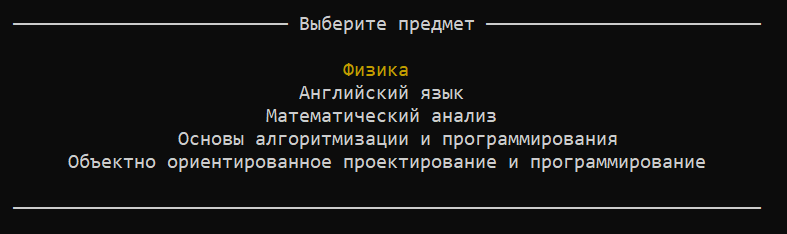 Выберите предмет
Физика
Английский язык
Математический анализ
Основы алгоритмизации и программирования
Объектно ориентированное проектирование и программирование